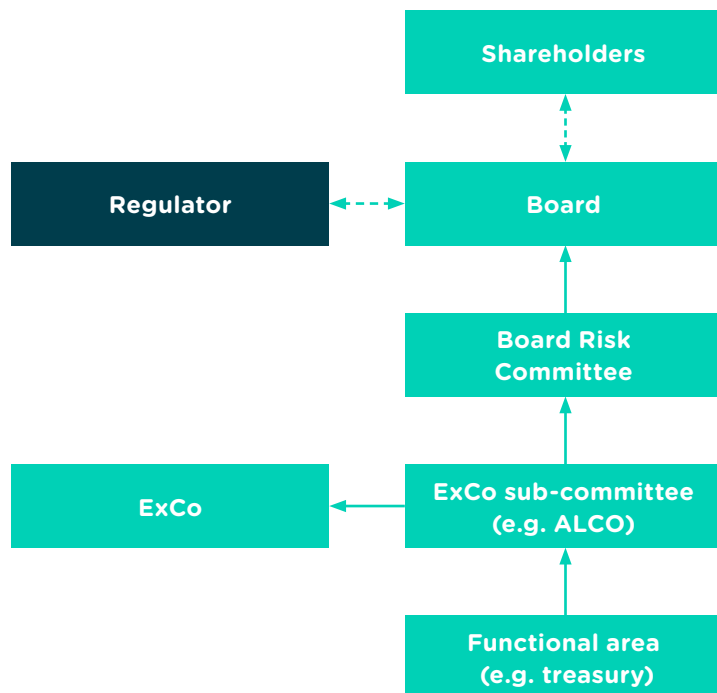 Shareholders
Regulator
Board
Board Risk
Committee
ExCo
ExCo sub-committee
(e.g. ALCO)
Functional area
(e.g. treasury)